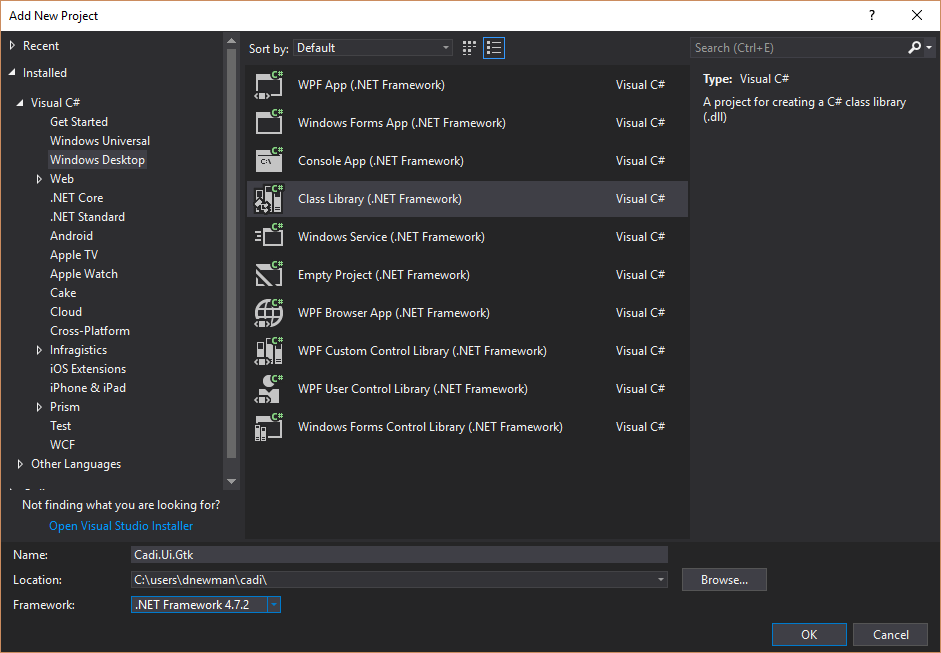 Add New Project
?
Recent
Installed
Visual C#
Get Started
Windows Universal
Windows Desktop
Web
.NET Core
.NET Standard
Android
Apple TV
Apple Watch
Cake
Cloud
Cross-Platform
Infragistics
iOS Extensions
iPhone & iPad
Prism
Test
WCF
Other Languages
Not finding what you are looking for?
Open Visual Studio Installer
Sort by: Default
C# WPF App (.NET Framework) Visual C#
C# Windows Forms App (.NET Framework) Visual C#
C# C:\ Console App (.NET Framework) Visual C#
C# Class Library (.NET Framework) Visual C#
C# Windows Service (.NET Framework) Visual C#
C# Empty Project (.NET Framework) Visual C#
C# WPF Browser App (.NET Framework) Visual C#
C# WPF Custom Control Library (.NET Framework) Visual C#
C# WPF User Control Library (.NET Framework) Visual C#
C# Windows Forms Control Library (.NET Framework) Visual C#
Search (Ctrl+E)
Type: Visual C#
A project for creating a C# class library
(.dll)
Name: Cadi.Ui.Gtk
Location: C:\users\dnewman\cadi\ Browse...
Framework: .NET Framework 4.7.2
OK Cancel